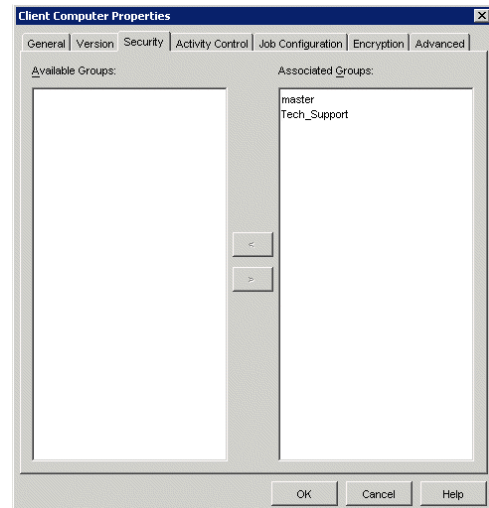 Client Computer Properties
General Version Security Activity Control Job Configuration Encryption Advanced
Available Groups: Associated Groups:
master
Tech_Support
<
>
OK Cancel Help